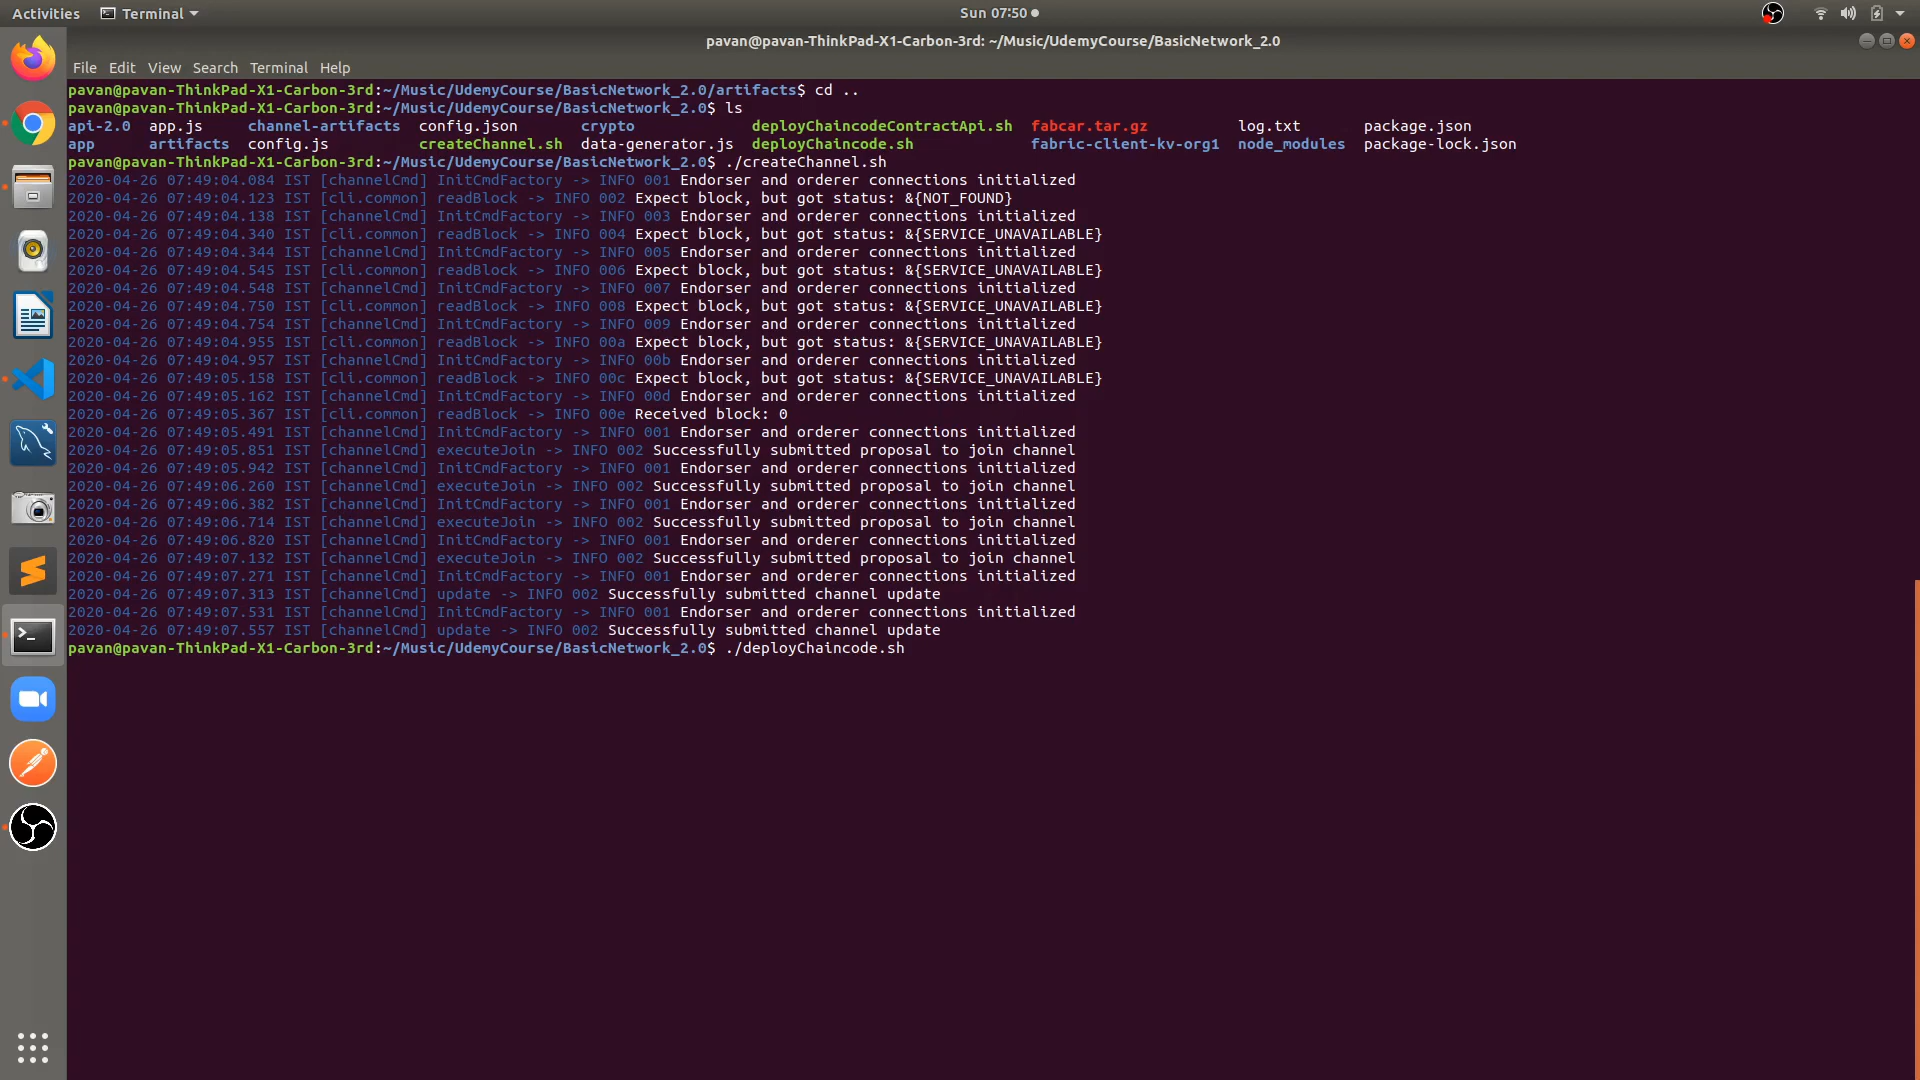 Activities Terminal Sun 07:50
pavan@pavan-ThinkPad-X1-Carbon-3rd: ~/Music/UdemyCourse/BasicNetwork_2.0
File Edit View Search Terminal Help
pavan@pavan-ThinkPad-X1-Carbon-3rd:~/Music/UdemyCourse/BasicNetwork_2.0/artifacts$ cd ..
pavan@pavan-ThinkPad-X1-Carbon-3rd:~/Music/UdemyCourse/BasicNetwork_2.0$ ls
api-2.0 app.js channel-artifacts config.json crypto deployChaincodeContractApi.sh fabcar.tar.gz log.txt package.json
app artifacts config.js createChannel.sh data-generator.js deployChaincode.sh fabric-client-kv-org1 node_modules package-lock.json
pavan@pavan-ThinkPad-X1-Carbon-3rd:~/Music/UdemyCourse/BasicNetwork_2.0$ ./createChannel.sh
2020-04-26 07:49:04.084 IST [channelCmd] InitCmdFactory -> INFO 001 Endorser and orderer connections initialized
2020-04-26 07:49:04.123 IST [cli.common] readBlock -> INFO 002 Expect block, but got status: &{NOT_FOUND}
2020-04-26 07:49:04.138 IST [channelCmd] InitCmdFactory -> INFO 003 Endorser and orderer connections initialized
2020-04-26 07:49:04.340 IST [cli.common] readBlock -> INFO 004 Expect block, but got status: &{SERVICE_UNAVAILABLE}
2020-04-26 07:49:04.344 IST [channelCmd] InitCmdFactory -> INFO 005 Endorser and orderer connections initialized
2020-04-26 07:49:04.545 IST [cli.common] readBlock -> INFO 006 Expect block, but got status: &{SERVICE_UNAVAILABLE}
2020-04-26 07:49:04.548 IST [channelCmd] InitCmdFactory -> INFO 007 Endorser and orderer connections initialized
2020-04-26 07:49:04.750 IST [cli.common] readBlock -> INFO 008 Expect block, but got status: &{SERVICE_UNAVAILABLE}
2020-04-26 07:49:04.754 IST [channelCmd] InitCmdFactory -> INFO 009 Endorser and orderer connections initialized
2020-04-26 07:49:04.955 IST [cli.common] readBlock -> INFO 00a Expect block, but got status: &{SERVICE_UNAVAILABLE}
2020-04-26 07:49:04.957 IST [channelCmd] InitCmdFactory -> INFO 00b Endorser and orderer connections initialized
2020-04-26 07:49:05.158 IST [cli.common] readBlock -> INFO 00c Expect block, but got status: &{SERVICE_UNAVAILABLE}
2020-04-26 07:49:05.162 IST [channelCmd] InitCmdFactory -> INFO 00d Endorser and orderer connections initialized
2020-04-26 07:49:05.367 IST [cli.common] readBlock -> INFO 00e Received block: 0
2020-04-26 07:49:05.491 IST [channelCmd] InitCmdFactory -> INFO 001 Endorser and orderer connections initialized
2020-04-26 07:49:05.851 IST [channelCmd] executeJoin -> INFO 002 Successfully submitted proposal to join channel
2020-04-26 07:49:05.942 IST [channelCmd] InitCmdFactory -> INFO 001 Endorser and orderer connections initialized
2020-04-26 07:49:06.260 IST [channelCmd] executeJoin -> INFO 002 Successfully submitted proposal to join channel
2020-04-26 07:49:06.382 IST [channelCmd] InitCmdFactory -> INFO 001 Endorser and orderer connections initialized
2020-04-26 07:49:06.714 IST [channelCmd] executeJoin -> INFO 002 Successfully submitted proposal to join channel
2020-04-26 07:49:06.820 IST [channelCmd] InitCmdFactory -> INFO 001 Endorser and orderer connections initialized
2020-04-26 07:49:07.132 IST [channelCmd] executeJoin -> INFO 002 Successfully submitted proposal to join channel
2020-04-26 07:49:07.271 IST [channelCmd] InitCmdFactory -> INFO 001 Endorser and orderer connections initialized
2020-04-26 07:49:07.313 IST [channelCmd] update -> INFO 002 Successfully submitted channel update
2020-04-26 07:49:07.531 IST [channelCmd] InitCmdFactory -> INFO 001 Endorser and orderer connections initialized
2020-04-26 07:49:07.557 IST [channelCmd] update -> INFO 002 Successfully submitted channel update
pavan@pavan-ThinkPad-X1-Carbon-3rd:~/Music/UdemyCourse/BasicNetwork_2.0$ ./deployChaincode.sh